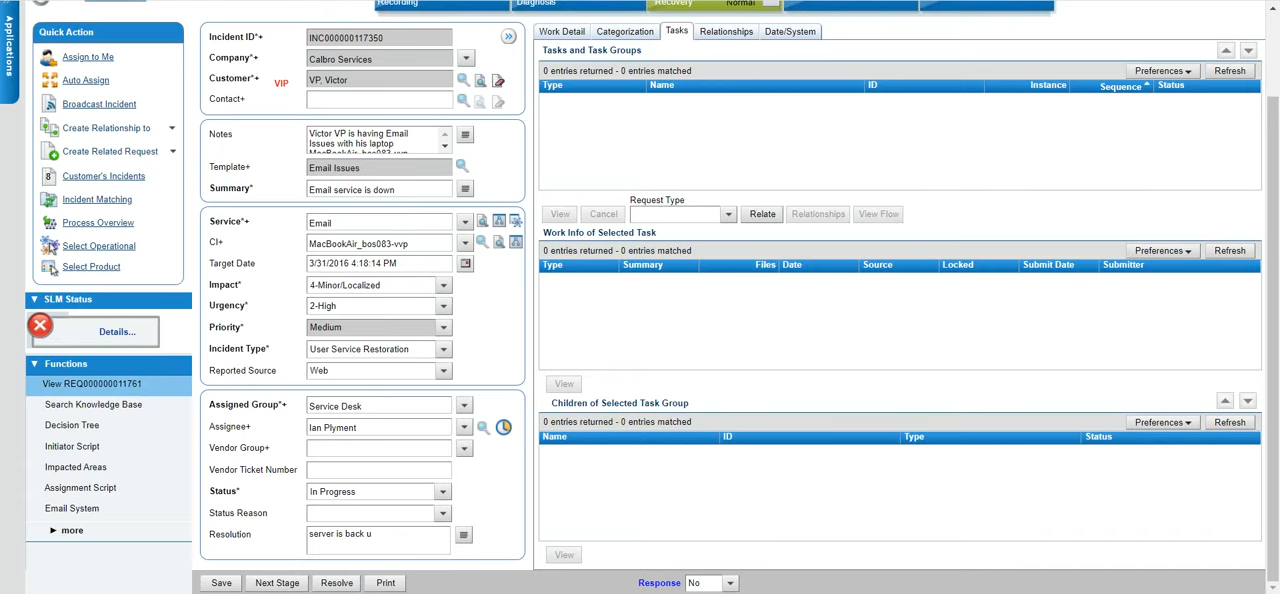 Recording
Diagnosis
Recovery
Normal
Applications
Quick Action
Assign to Me
Auto Assign
Broadcast Incident
Create Relationship to
Create Related Request
Customer's Incidents
Incident Matching
Process Overview
Select Operational
Select Product
SLM Status
Details...
Functions
View REQ000000011761
Search Knowledge Base
Decision Tree
Initiator Script
Impacted Areas
Assignment Script
Email System
more
Incident ID*+ INC000000117350
Company*+ Calbro Services
Customer*+ VIP VP, Victor
Contact+
Notes Victor VP is having Email
Issues with his laptop
MacBookAir_bos083-vvp
Template+ Email Issues
Summary* Email service is down
Service*+ Email
CI+ MacBookAir_bos083-vvp
Target Date 3/31/2016 4:18:14 PM
Impact* 4-Minor/Localized
Urgency* 2-High
Priority* Medium
Incident Type* User Service Restoration
Reported Source Web
Assigned Group*+ Service Desk
Assignee+ Ian Plyment
Vendor Group+
Vendor Ticket Number
Status* In Progress
Status Reason
Resolution server is back u
Save Next Stage Resolve Print
Response No
Work Detail Categorization Tasks Relationships Date/System
Tasks and Task Groups
0 entries returned - 0 entries matched Preferences Refresh
Type Name ID Instance Sequence Status
Request Type
View Cancel Relate Relationships View Flow
Work Info of Selected Task
0 entries returned - 0 entries matched Preferences Refresh
Type Summary Files Date Source Locked Submit Date Submitter
View
Children of Selected Task Group
0 entries returned - 0 entries matched Preferences Refresh
Name ID Type Status
View